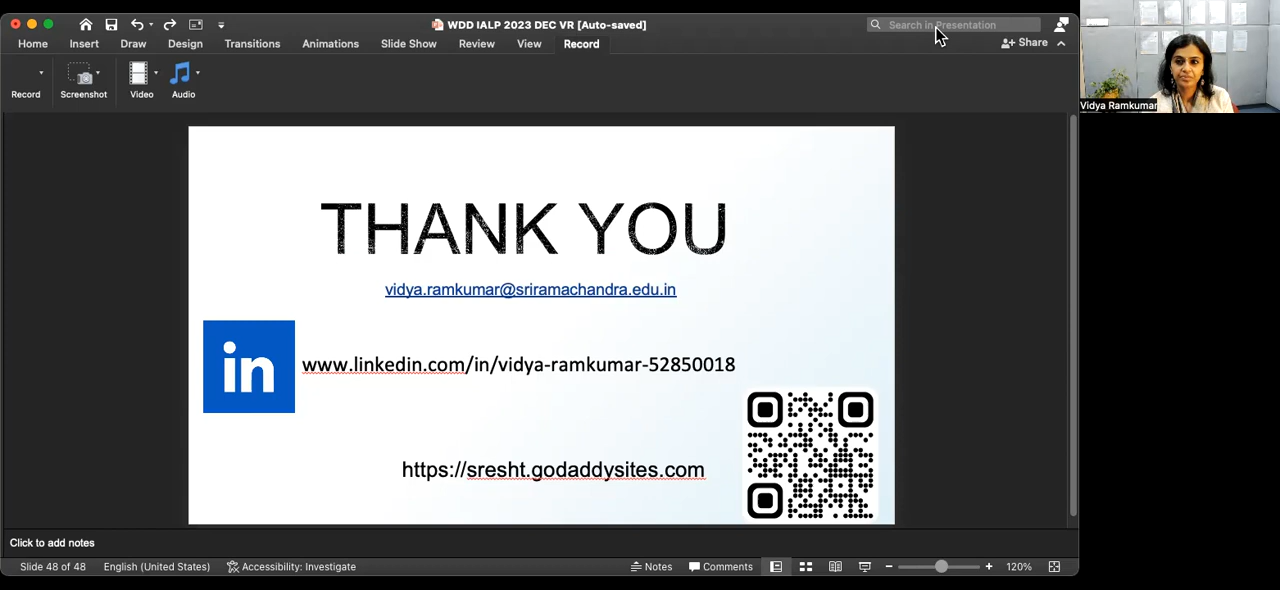 WDD IALP 2023 DEC VR [Auto-saved]
Search in Presentation
Home Insert Draw Design Transitions Animations Slide Show Review View Record
Share
Record Screenshot Video Audio
Vidya Ramkumar
THANK YOU
vidya.ramkumar@sriramachandra.edu.in
in
www.linkedin.com/in/vidya-ramkumar-52850018
https://sresht.godaddysites.com
Click to add notes
Slide 48 of 48 English (United States) Accessibility: Investigate Notes Comments 120%